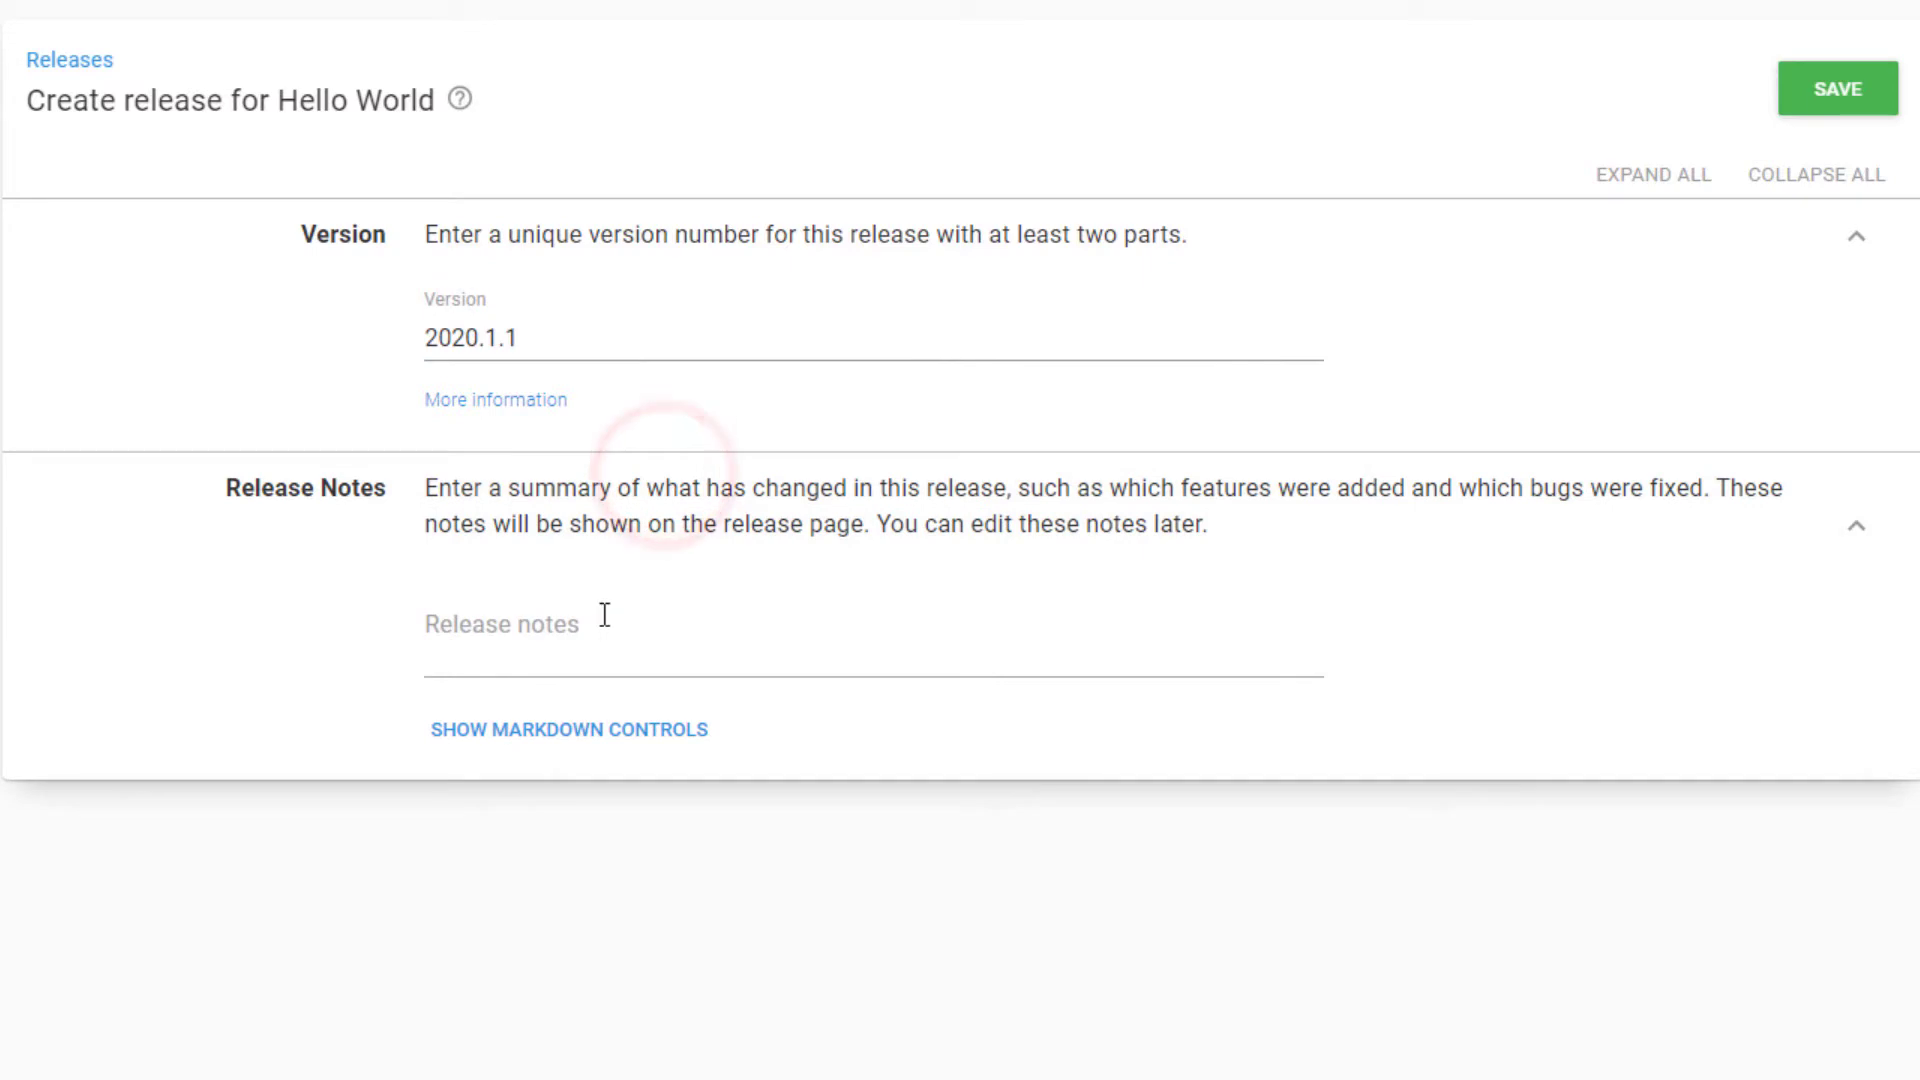 Releases
Create release for Hello World
SAVE
EXPAND ALL COLLAPSE ALL
Version Enter a unique version number for this release with at least two parts.
Version
2020.1.1
More information
Release Notes Enter a summary of what has changed in this release, such as which features were added and which bugs were fixed. These
notes will be shown on the release page. You can edit these notes later.
Release notes
SHOW MARKDOWN CONTROLS